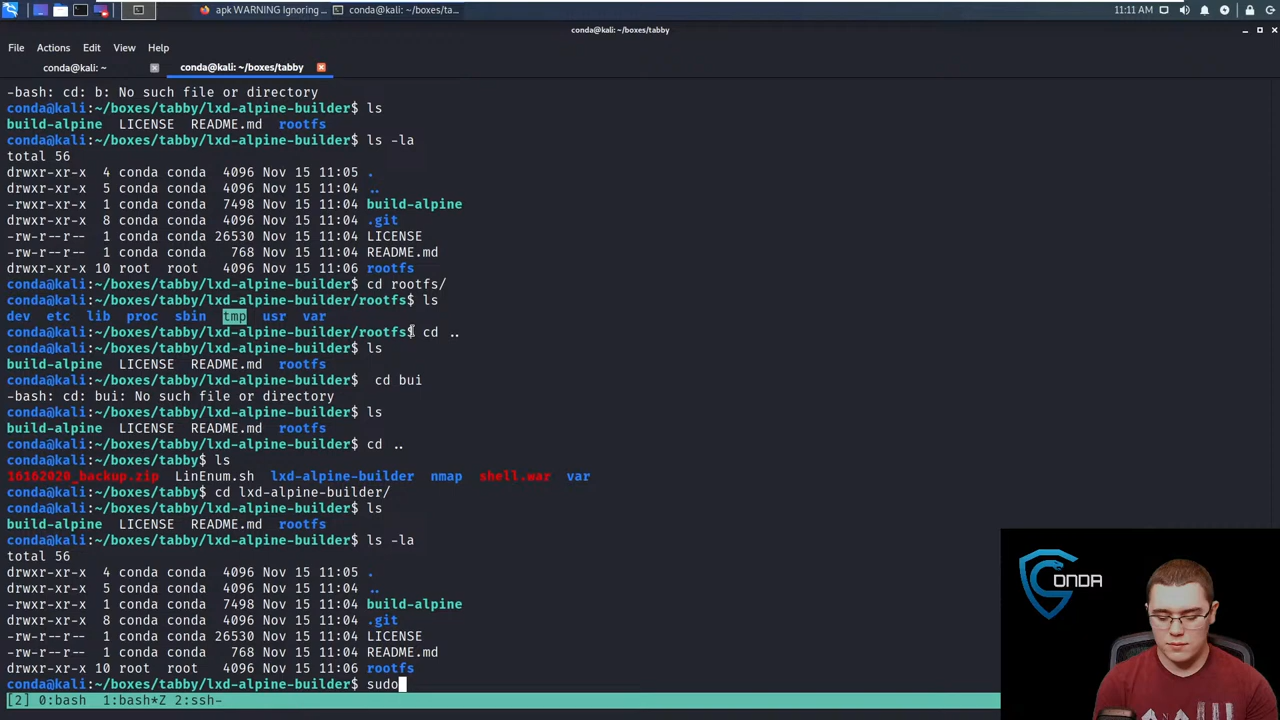 apk WARNING Ignoring ...
conda@kali: ~/boxes/ta...
11:11 AM
conda@kali: ~/boxes/tabby
File Actions Edit View Help
conda@kali: ~
conda@kali: ~/boxes/tabby
-bash: cd: b: No such file or directory
conda@kali:~/boxes/tabby/lxd-alpine-builder$ ls
build-alpine LICENSE README.md rootfs
conda@kali:~/boxes/tabby/lxd-alpine-builder$ ls -la
total 56
drwxr-xr-x 4 conda conda 4096 Nov 15 11:05 .
drwxr-xr-x 5 conda conda 4096 Nov 15 11:04 ..
-rwxr-xr-x 1 conda conda 7498 Nov 15 11:04 build-alpine
drwxr-xr-x 8 conda conda 4096 Nov 15 11:04 .git
-rw-r--r-- 1 conda conda 26530 Nov 15 11:04 LICENSE
-rw-r--r-- 1 conda conda 768 Nov 15 11:04 README.md
drwxr-xr-x 10 root root 4096 Nov 15 11:06 rootfs
conda@kali:~/boxes/tabby/lxd-alpine-builder$ cd rootfs/
conda@kali:~/boxes/tabby/lxd-alpine-builder/rootfs$ ls
dev etc lib proc sbin tmp usr var
conda@kali:~/boxes/tabby/lxd-alpine-builder/rootfs$ cd ..
conda@kali:~/boxes/tabby/lxd-alpine-builder$ ls
build-alpine LICENSE README.md rootfs
conda@kali:~/boxes/tabby/lxd-alpine-builder$ cd bui
-bash: cd: bui: No such file or directory
conda@kali:~/boxes/tabby/lxd-alpine-builder$ ls
build-alpine LICENSE README.md rootfs
conda@kali:~/boxes/tabby/lxd-alpine-builder$ cd ..
conda@kali:~/boxes/tabby$ ls
16162020_backup.zip LinEnum.sh lxd-alpine-builder nmap shell.war var
conda@kali:~/boxes/tabby$ cd lxd-alpine-builder/
conda@kali:~/boxes/tabby/lxd-alpine-builder$ ls
build-alpine LICENSE README.md rootfs
conda@kali:~/boxes/tabby/lxd-alpine-builder$ ls -la
total 56
drwxr-xr-x 4 conda conda 4096 Nov 15 11:05 .
drwxr-xr-x 5 conda conda 4096 Nov 15 11:04 ..
-rwxr-xr-x 1 conda conda 7498 Nov 15 11:04 build-alpine
drwxr-xr-x 8 conda conda 4096 Nov 15 11:04 .git
-rw-r--r-- 1 conda conda 26530 Nov 15 11:04 LICENSE
-rw-r--r-- 1 conda conda 768 Nov 15 11:04 README.md
drwxr-xr-x 10 root root 4096 Nov 15 11:06 rootfs
conda@kali:~/boxes/tabby/lxd-alpine-builder$ sudo
[2] 0:bash 1:bash*Z 2:ssh-
CONDA